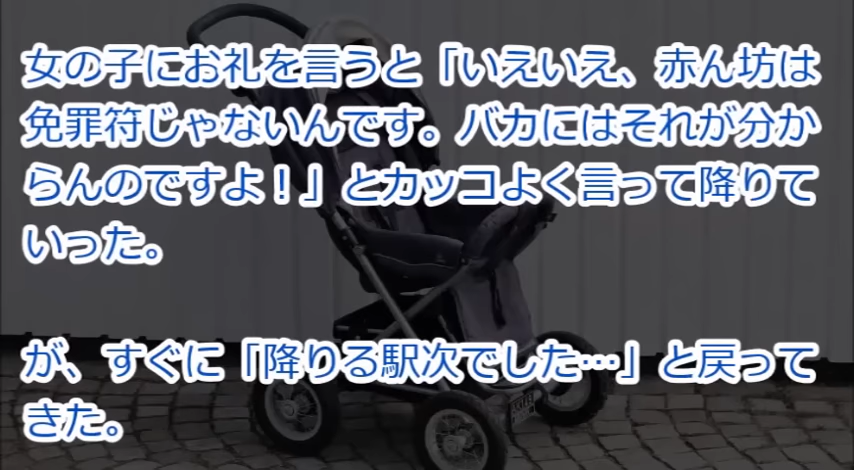 女の子にお礼を言うと「いえいえ、赤ん坊は
免罪符じゃないんです。バカにはそれが分か
らんのですよ！」とカッコよく言って降りて
いった。
が、すぐに「降りる駅次でした…」と戻って
きた。